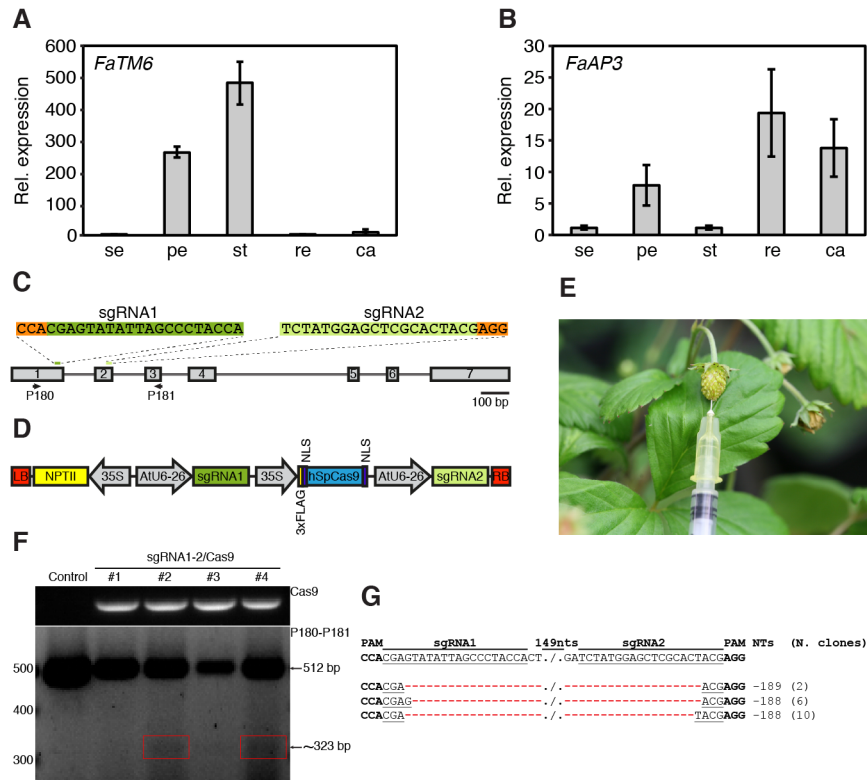 A
600
500
400
300
200
100
0
Rel. expression
FaTM6
se pe st re ca
B
30
25
20
15
10
5
0
Rel. expression
FaAP3
se pe st re ca
C
sgRNA1 sgRNA2
CCACGAGTATATTAGCCCTACCA TCTATGGAGCTCGCACTACGAGG
1 2 3 4 5 6 7
P180 P181 100 bp
D
LB NPTII 35S AtU6-26 sgRNA1 35S 3xFLAG NLS hSpCas9 NLS AtU6-26 sgRNA2 RB
E
F
sgRNA1-2/Cas9
Control #1 #2 #3 #4
Cas9
P180-P181
500 ←512 bp
400
←~323 bp
300
G
PAM sgRNA1 149nts sgRNA2 PAM NTs (N. clones)
CCACGAGTATATTAGCCCTACCACT./.GATCTATGGAGCTCGCACTACGAGG
CCACGA---------------------./.---------------------ACGAGG -189 (2)
CCACGAG--------------------./.---------------------ACGAGG -188 (6)
CCACGA---------------------./.--------------------TACGAGG -188 (10)